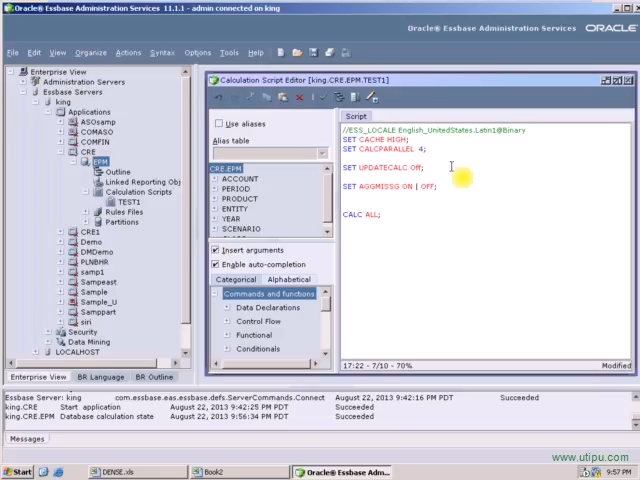 Oracle® Essbase Administration Services 11.1.1 - admin connected on king
Oracle® Essbase Administration Services
ORACLE®
File Edit View Organize Actions Scripts Options Tools Help
Enterprise View
Administration Servers
Essbase Servers
king
Applications
ASOsamp
COMASO
COMFIN
CRE
EPM
Outline
Linked Reporting Obj
Calculation Scripts
TEST1
Rules Files
Partitions
CRE1
Demo
DMDemo
PLNBHR
samp1
Sampeast
Sample
Sample_U
Samppart
siri
Security
Data Mining
LOCALHOST
Enterprise View BR Language BR Outline
Calculation Script Editor [king.CRE.EPM.TEST1]
Use aliases
Alias table
CRE.EPM
ACCOUNT
PERIOD
PRODUCT
ENTITY
YEAR
SCENARIO
Insert arguments
Enable auto-completion
Categorical Alphabetical
Commands and functions
Data Declarations
Control Flow
Functional
Conditionals
Script
//ESS_LOCALE English_UnitedStates.Latin1@Binary
SET CACHE HIGH;
SET CALCPARALLEL 4;
SET UPDATECALC Off;
SET AGGMISSG ON | OFF;
CALC ALL;
17:22 - 7/10 - 70%
Modified
Essbase Server: king com.essbase.eas.essbase.defs.ServerCommands.Connect August 22, 2013 9:42:16 PM PDT Succeeded
king.CRE Start application August 22, 2013 9:42:25 PM PDT Succeeded
king.CRE.EPM Database calculation state August 22, 2013 9:56:34 PM PDT Succeeded
Messages
www.utipu.com
Start
DENSE.xls
Book2
Oracle® Essbase Adm...
9:57 PM